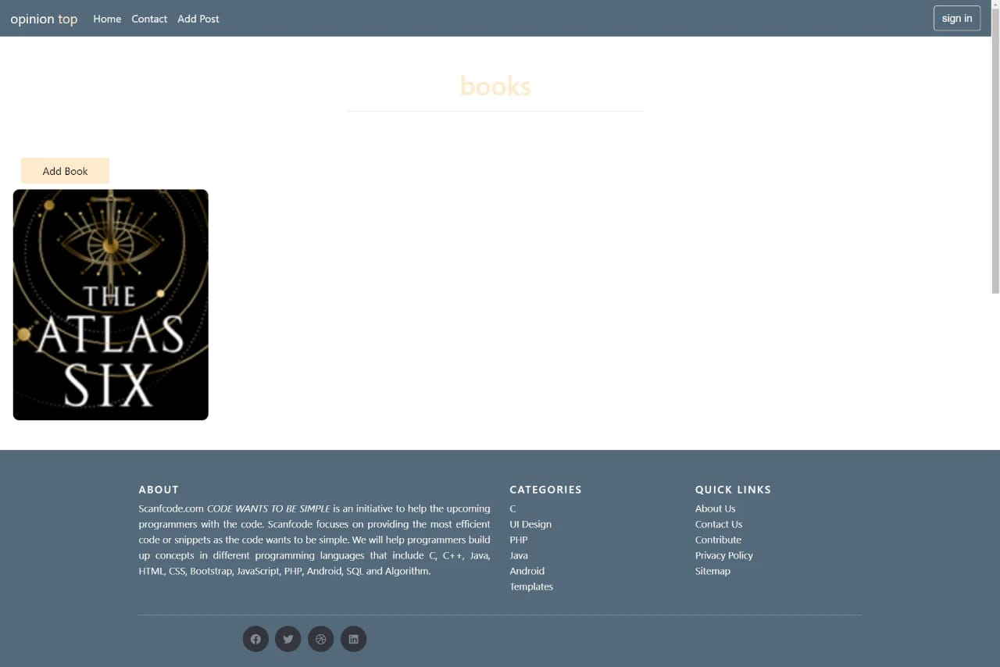 opinion top Home Contact Add Post sign in
books
Add Book
THE
ATLAS
SIX
ABOUT
Scanfcode.com CODE WANTS TO BE SIMPLE is an initiative to help the upcoming
programmers with the code. Scanfcode focuses on providing the most efficient
code or snippets as the code wants to be simple. We will help programmers build
up concepts in different programming languages that include C, C++, Java,
HTML, CSS, Bootstrap, JavaScript, PHP, Android, SQL and Algorithm.
CATEGORIES
C
UI Design
PHP
Java
Android
Templates
QUICK LINKS
About Us
Contact Us
Contribute
Privacy Policy
Sitemap